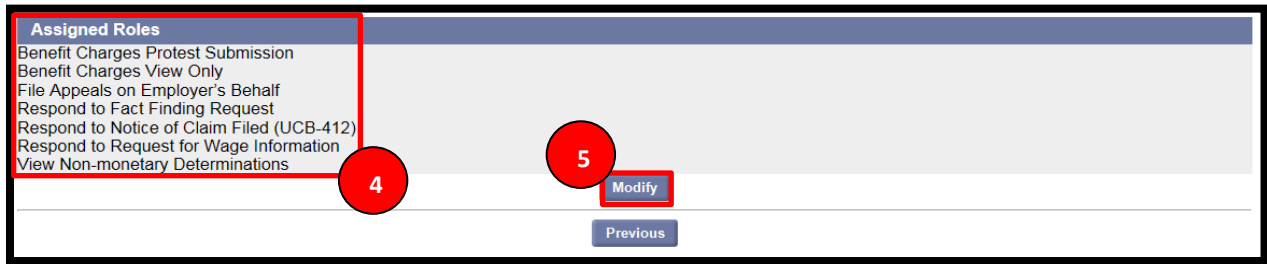 Assigned Roles
Benefit Charges Protest Submission
Benefit Charges View Only
File Appeals on Employer's Behalf
Respond to Fact Finding Request
Respond to Notice of Claim Filed (UCB-412)
Respond to Request for Wage Information
View Non-monetary Determinations
4
5
Modify
Previous